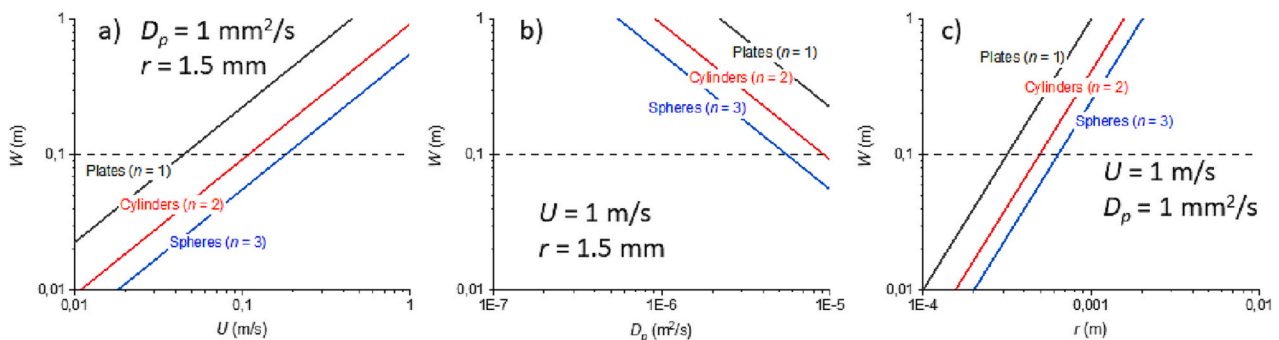 a)
D_p = 1 mm²/s
r = 1.5 mm
W (m)
1
0,1
0,01
Plates (n = 1)
Cylinders (n = 2)
Spheres (n = 3)
0,01
0,1
1
U (m/s)
b)
W (m)
1
0,1
0,01
Plates (n = 1)
Cylinders (n = 2)
Spheres (n = 3)
U = 1 m/s
r = 1.5 mm
1E-7
1E-6
1E-5
D_p (m²/s)
c)
W (m)
1
0,1
0,01
Plates (n = 1)
Cylinders (n = 2)
Spheres (n = 3)
U = 1 m/s
D_p = 1 mm²/s
1E-4
0,001
0,01
r (m)